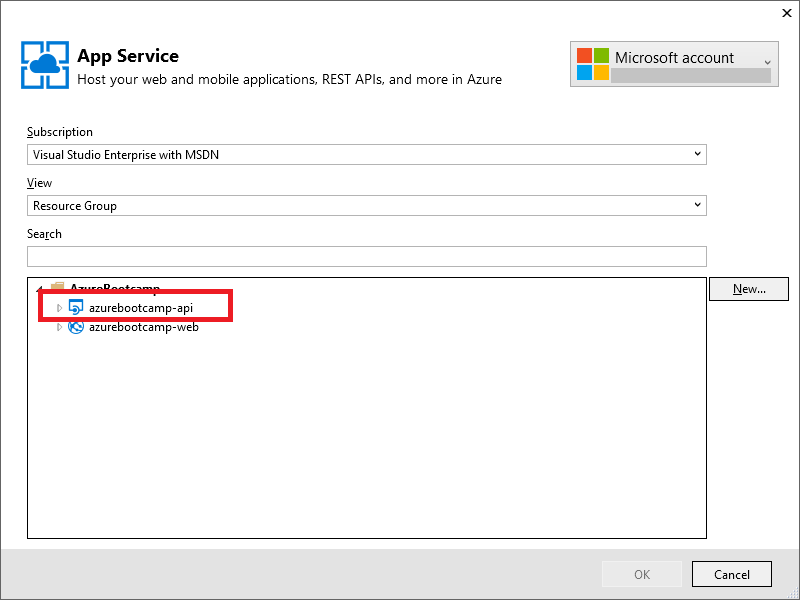 App Service
Host your web and mobile applications, REST APIs, and more in Azure
Microsoft account
Subscription
Visual Studio Enterprise with MSDN
View
Resource Group
Search
AzureBootcamp
New...
azurebootcamp-api
azurebootcamp-web
OK
Cancel